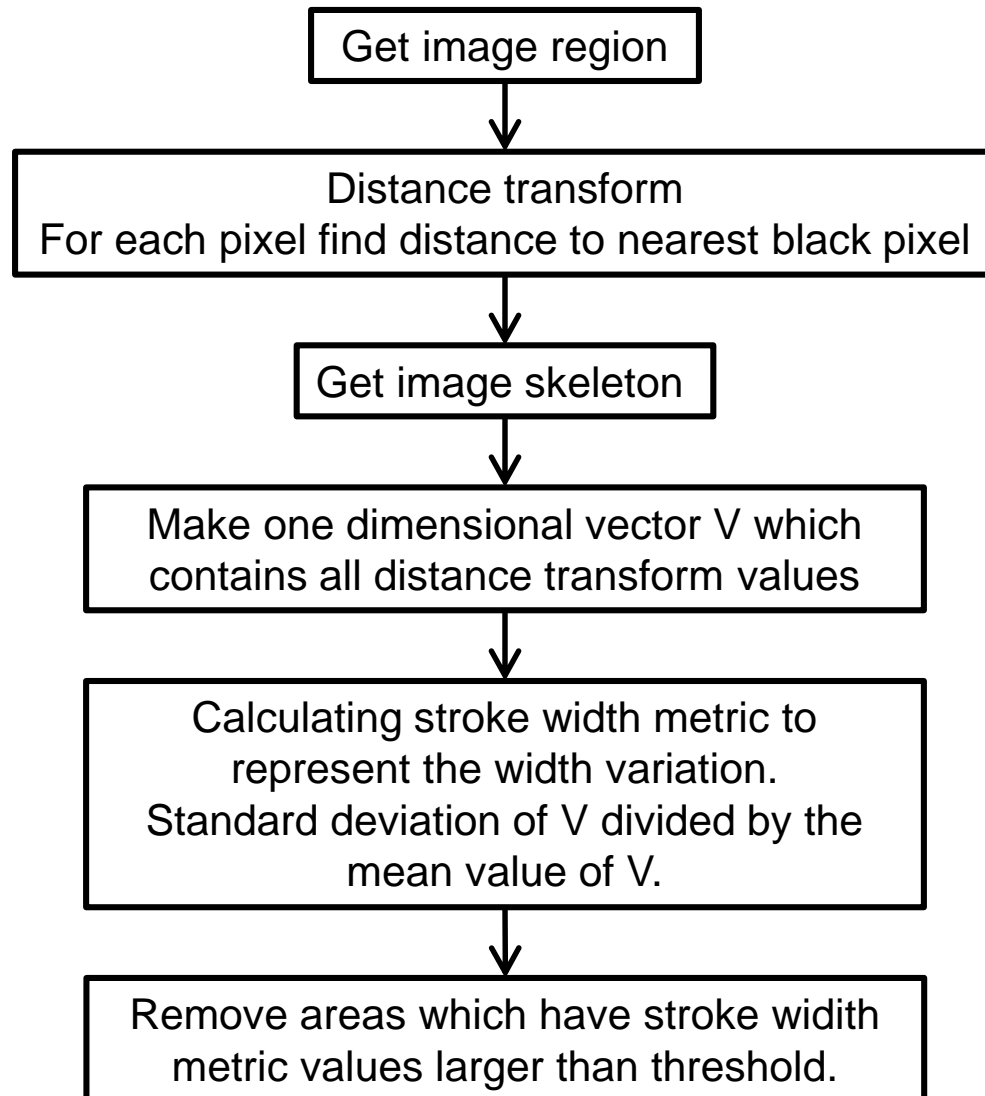 Get image region
Distance transform
For each pixel find distance to nearest black pixel
Get image skeleton
Make one dimensional vector V which
contains all distance transform values
Calculating stroke width metric to
represent the width variation.
Standard deviation of V divided by the
mean value of V.
Remove areas which have stroke widith
metric values larger than threshold.